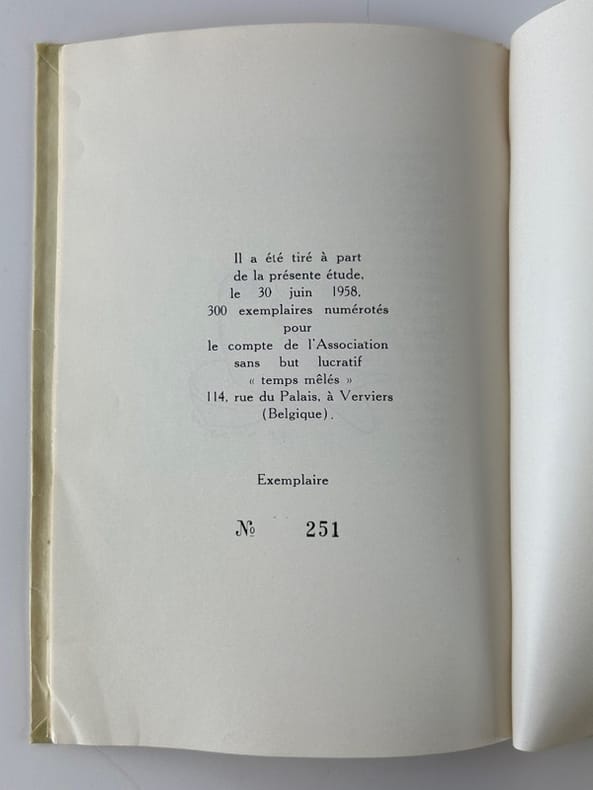 Il a été tiré à part
de la présente étude,
le 30 juin 1958,
300 exemplaires numérotés
pour
le compte de l'Association
sans but lucratif
« temps mêlés »
114, rue du Palais, à Verviers
(Belgique).
Exemplaire
№ 251